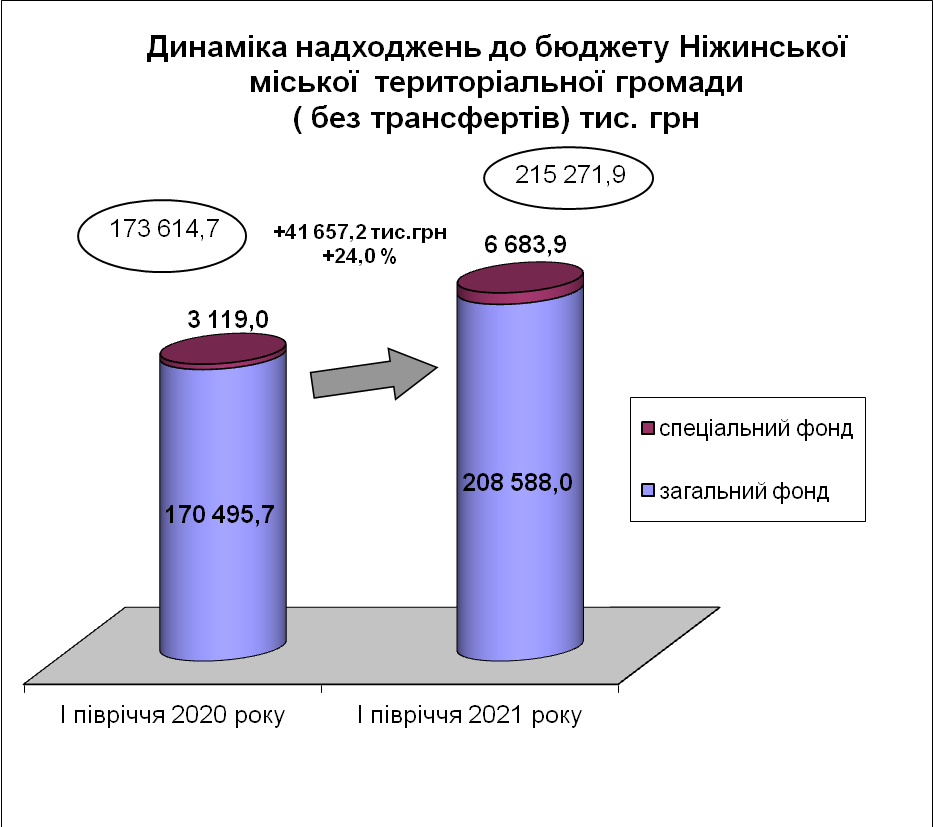 Динаміка надходжень до бюджету Ніжинської
міської територіальної громади
( без трансфертів) тис. грн
215 271,9
173 614,7
+41 657,2 тис.грн
+24,0 %
6 683,9
3 119,0
спеціальний фонд
208 588,0
загальний фонд
170 495,7
І півріччя 2020 року
І півріччя 2021 року